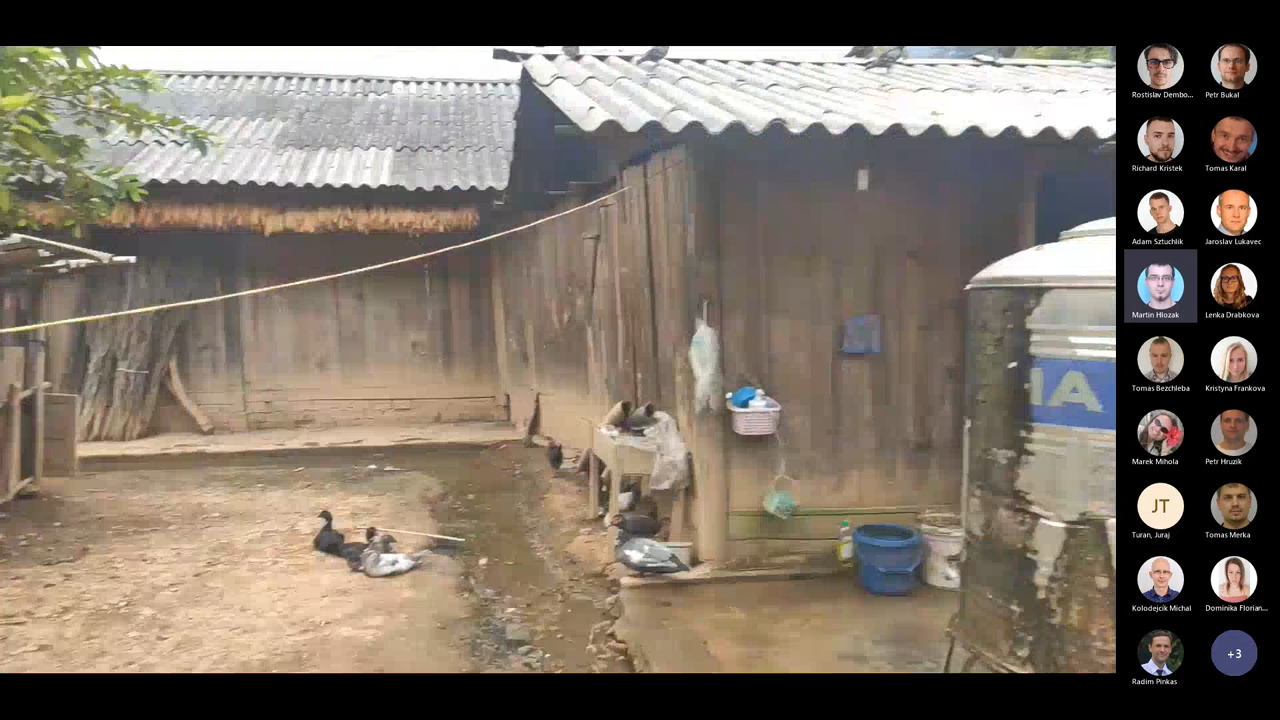 IA
Rostislav Dembo...
Petr Bukal
Richard Kristek
Tomas Karal
Adam Sztuchlik
Jaroslav Lukavec
Martin Hlozak
Lenka Drabkova
Tomas Bezchleba
Kristyna Frankova
Marek Mihola
Petr Hruzik
JT
Turan, Juraj
Tomas Merka
Kolodejcik Michal
Dominika Florian...
Radim Pinkas
+3